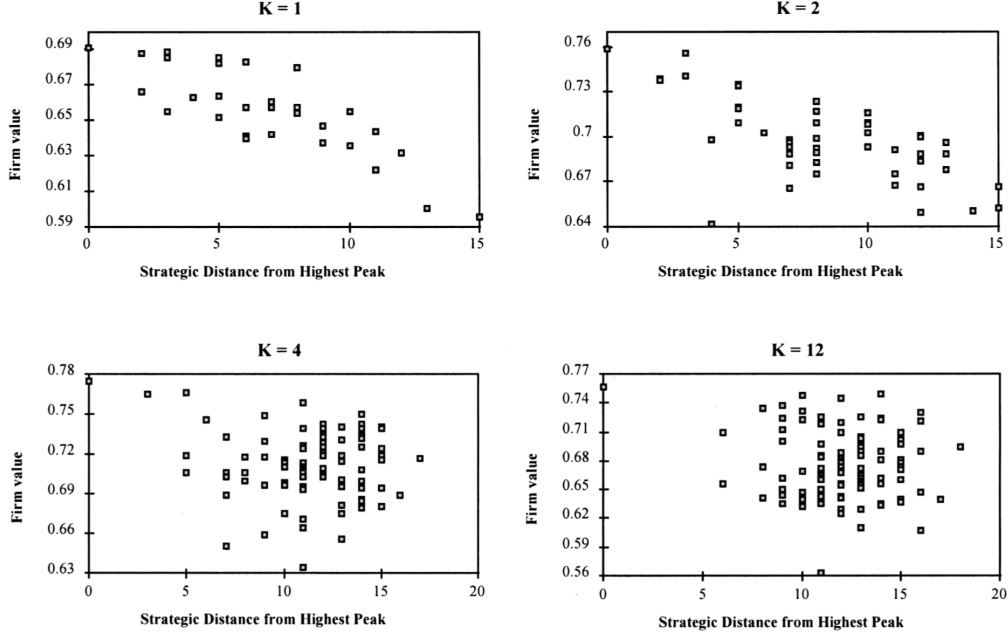 K = 1
Firm value
0.69
0.67
0.65
0.63
0.61
0.59
0 5 10 15
Strategic Distance from Highest Peak
K = 2
Firm value
0.76
0.73
0.7
0.67
0.64
0 5 10 15
Strategic Distance from Highest Peak
K = 4
Firm value
0.78
0.75
0.72
0.69
0.66
0.63
0 5 10 15 20
Strategic Distance from Highest Peak
K = 12
Firm value
0.77
0.74
0.71
0.68
0.65
0.62
0.59
0.56
0 5 10 15 20
Strategic Distance from Highest Peak